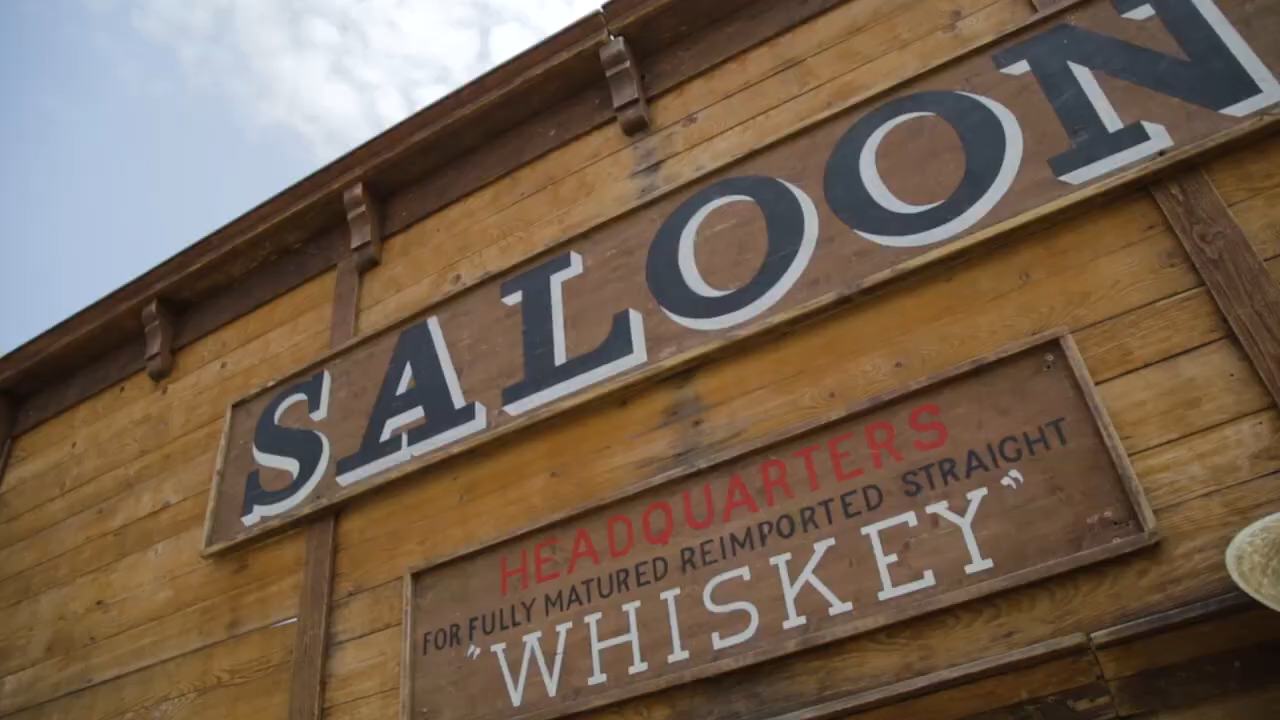 SALOON
HEADQUARTERS
FOR FULLY MATURED REIMPORTED STRAIGHT
"WHISKEY"